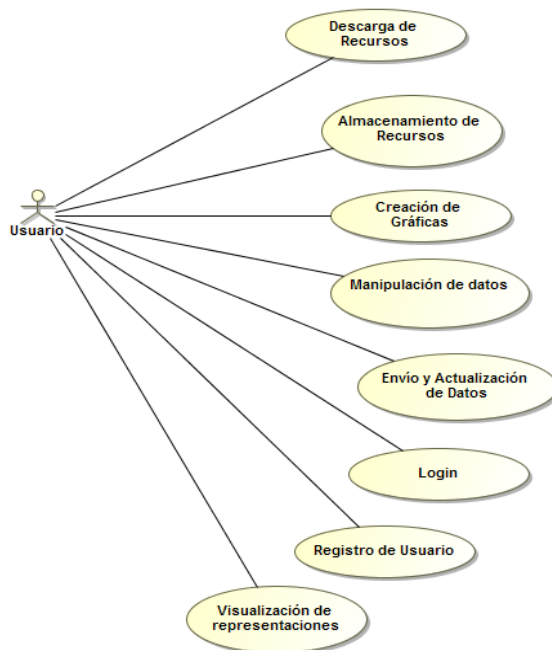 Descarga de
Recursos
Almacenamiento de
Recursos
Creación de
Gráficas
Usuario
Manipulación de datos
Envío y Actualización
de Datos
Login
Registro de Usuario
Visualización de
representaciones